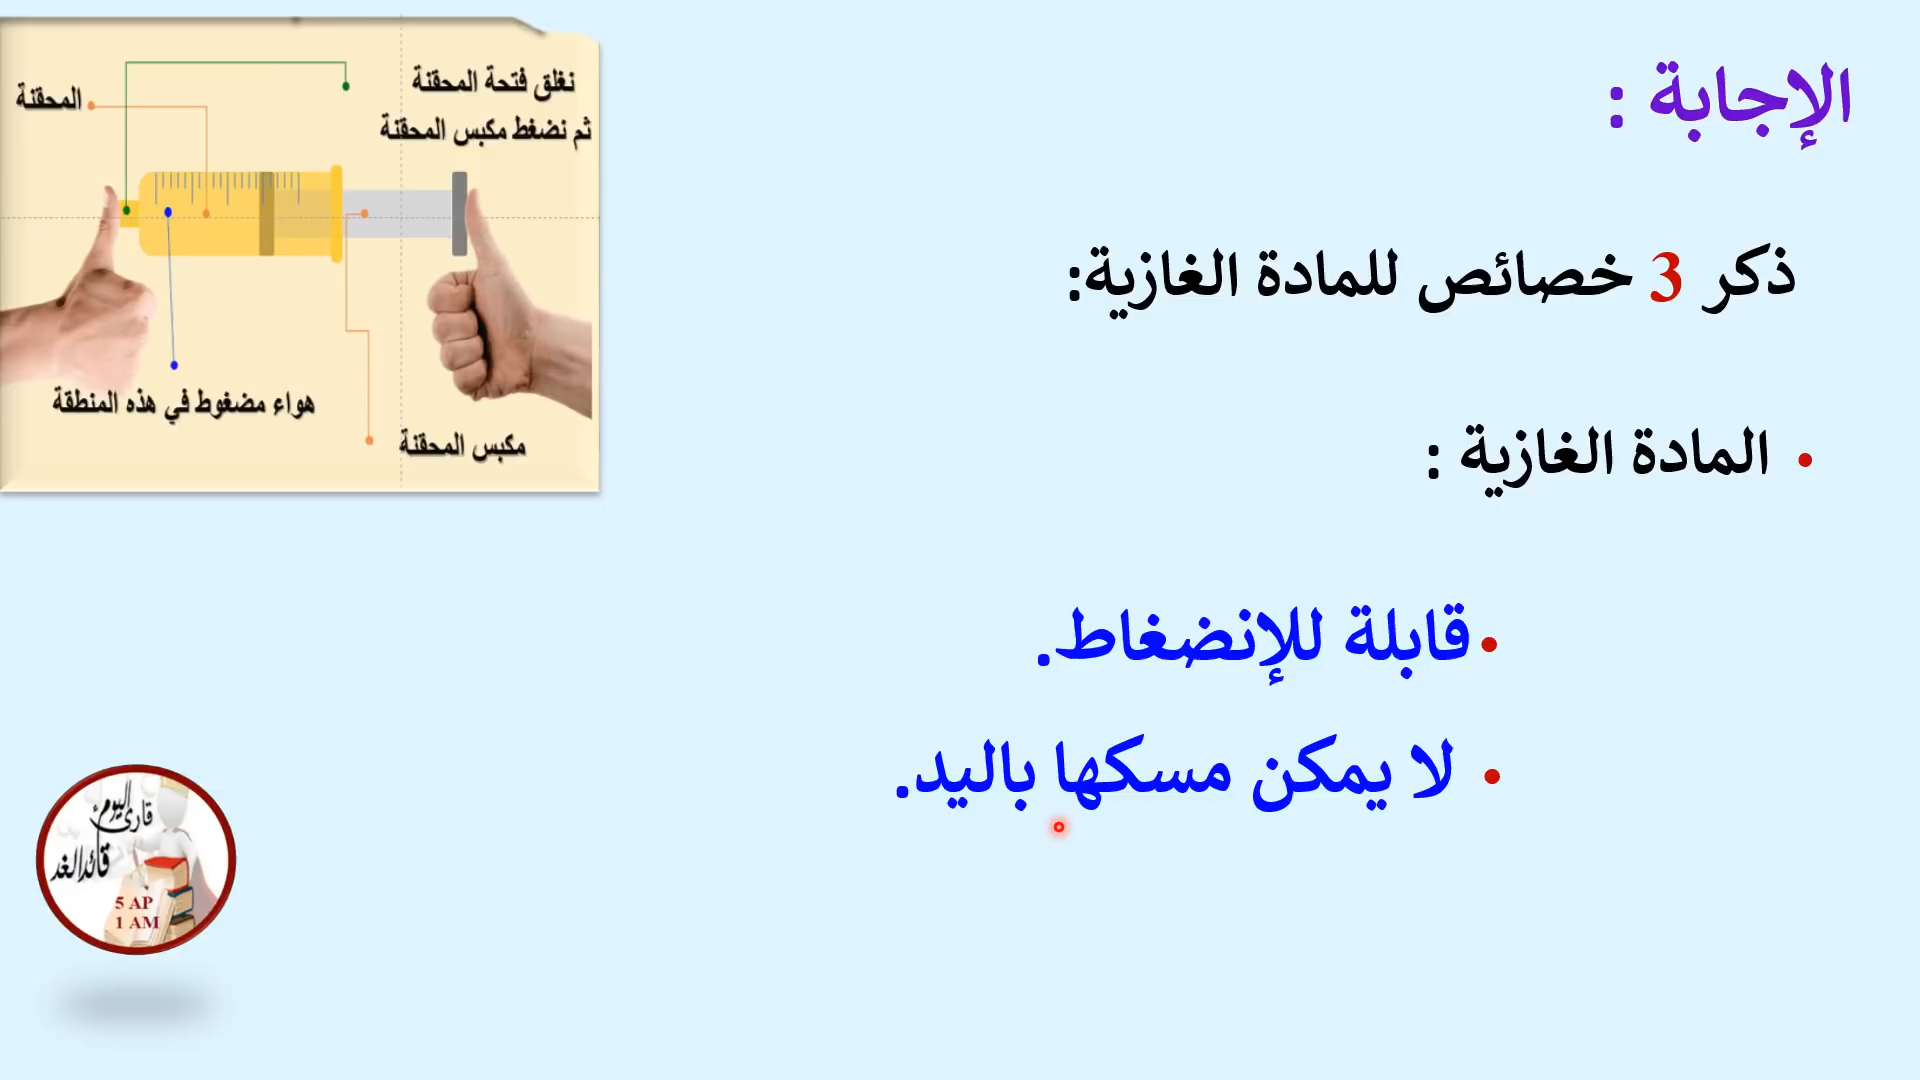 الإجابة :
ذكر 3 خصائص للمادة الغازية:
• المادة الغازية :
• قابلة للإنضغاط.
• لا يمكن مسكها باليد.
نغلق فتحة المحقنة
ثم نضغط مكبس المحقنة
المحقنة
هواء مضغوط في هذه المنطقة
مكبس المحقنة
قارئ اليوم
قائد الغد
5 AP
1 AM